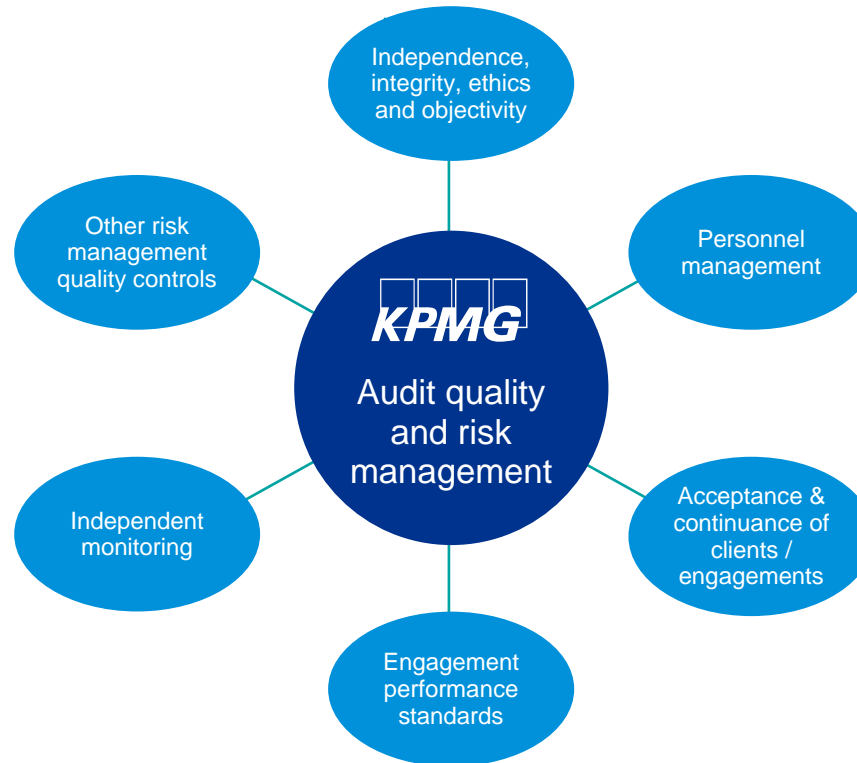 Independence,
integrity, ethics
and objectivity
Other risk
management
quality controls
Personnel
management
KPMG
Audit quality
and risk
management
Independent
monitoring
Acceptance &
continuance of
clients /
engagements
Engagement
performance
standards